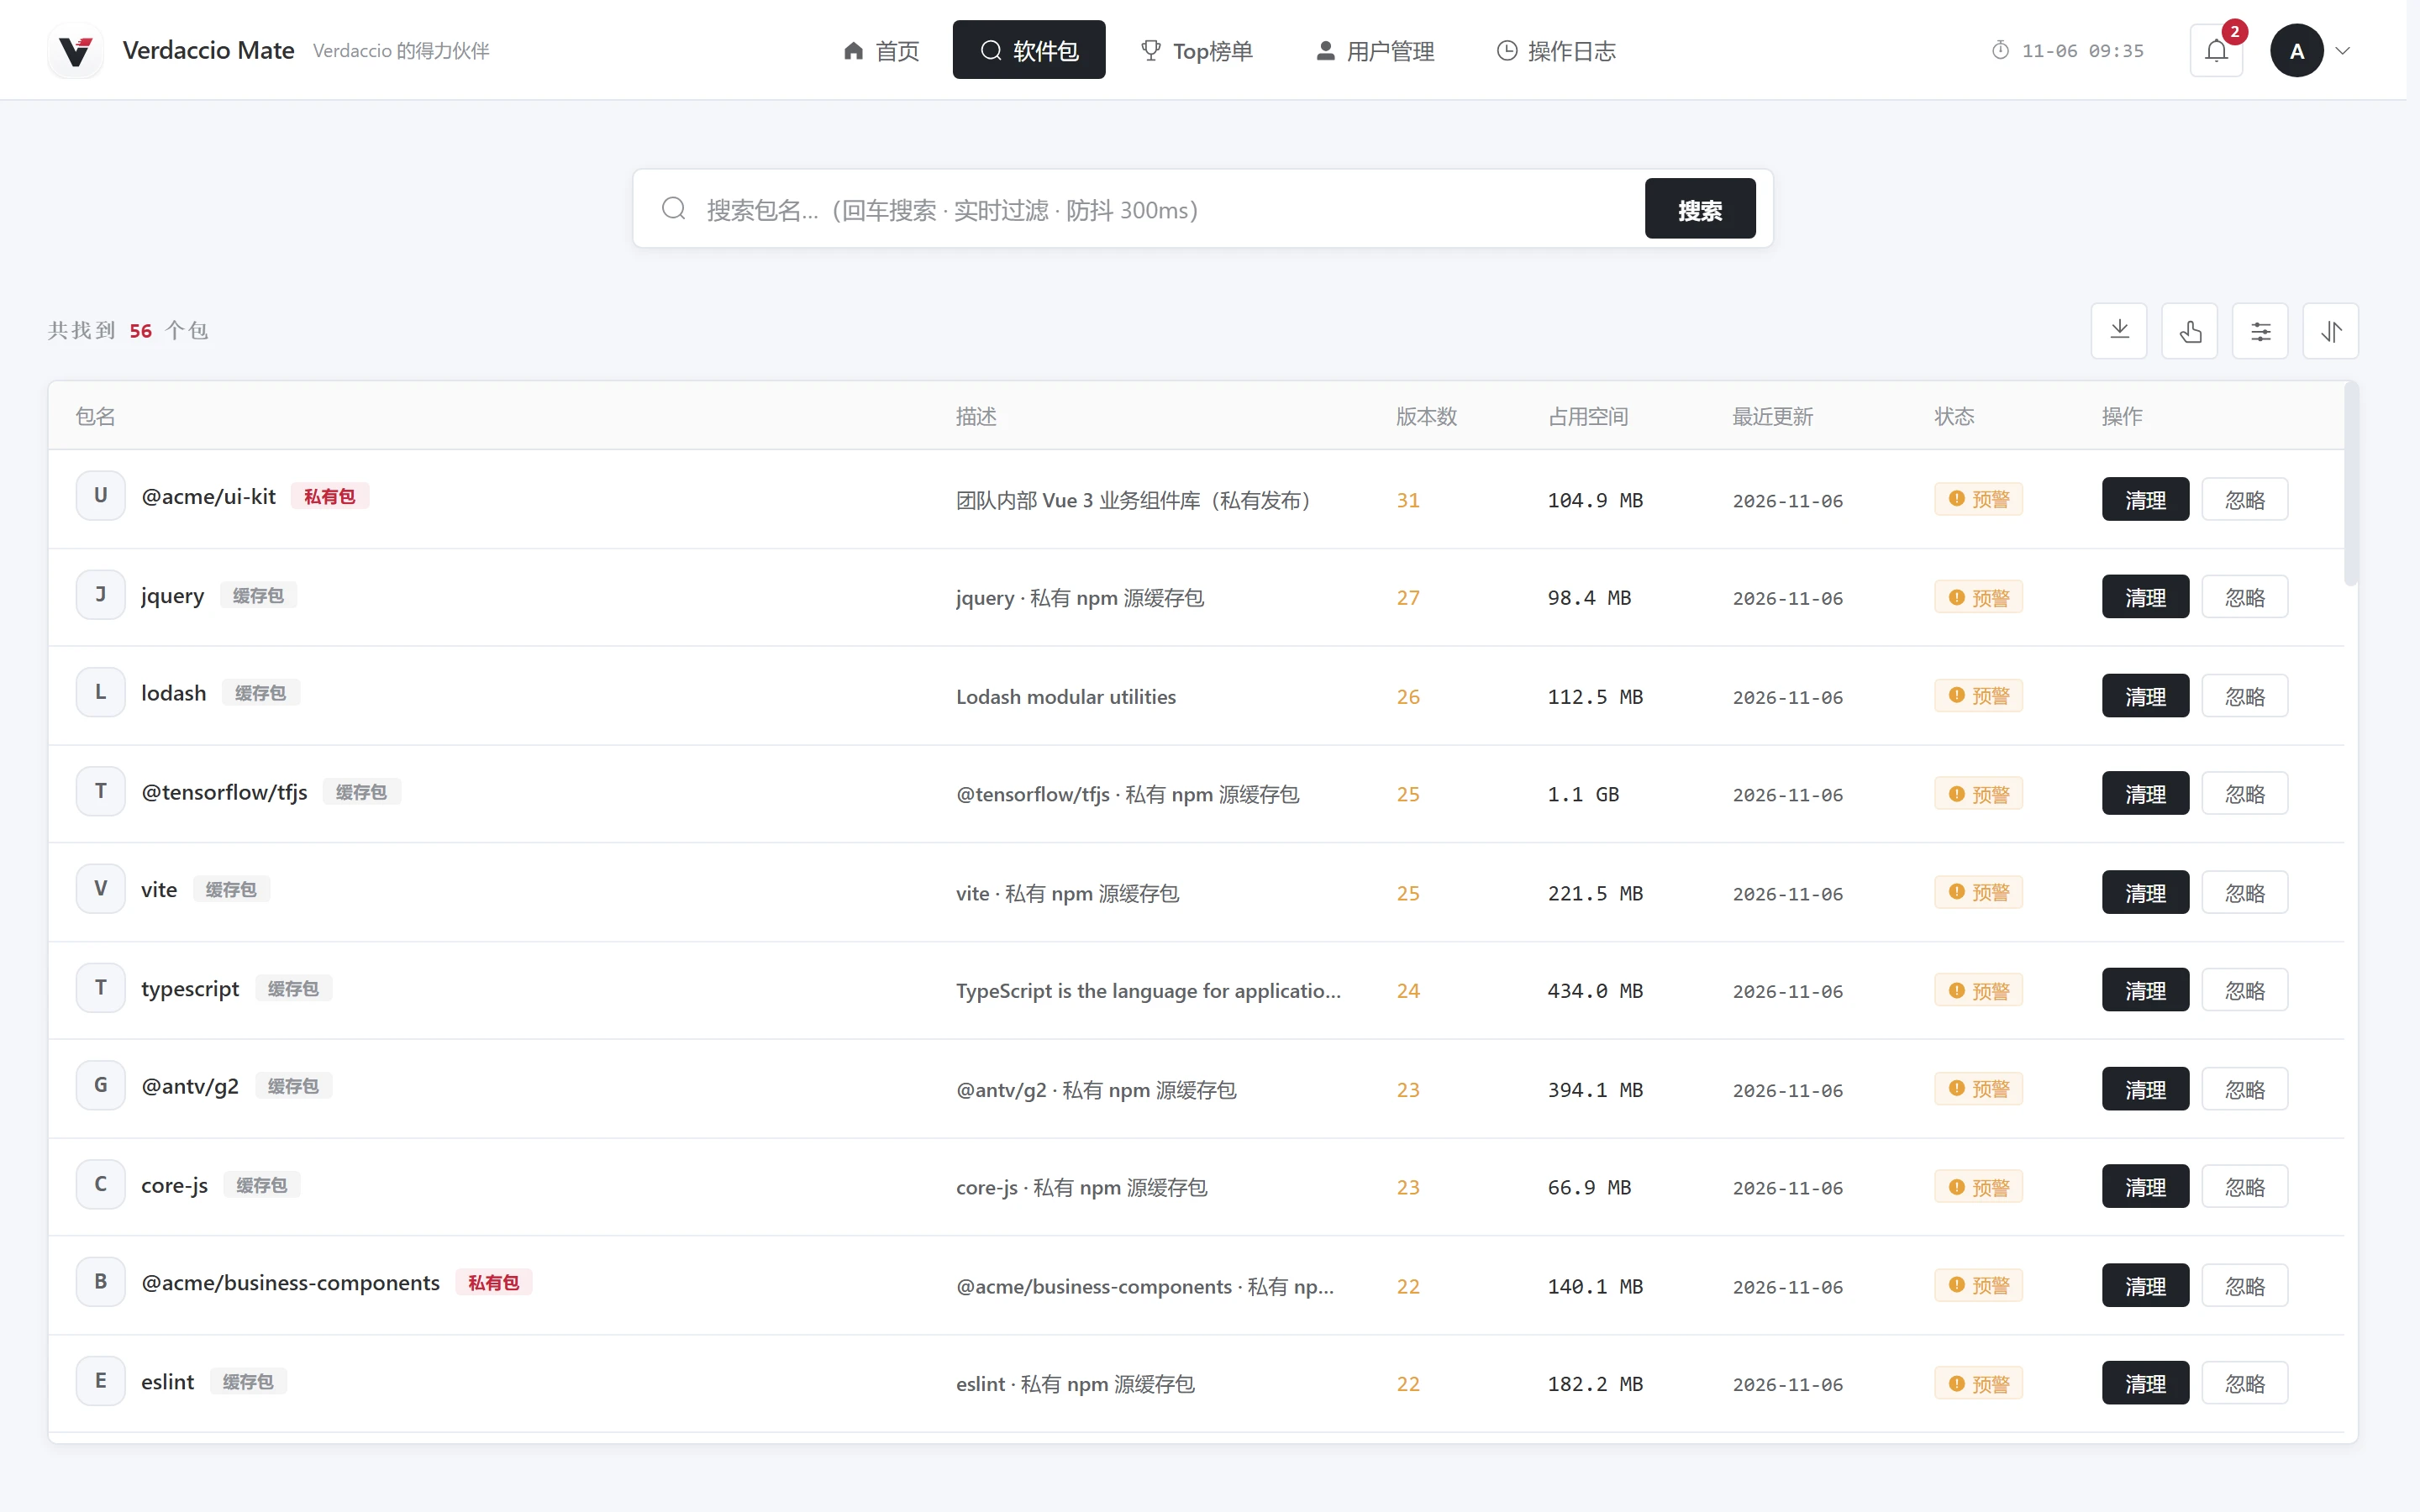 Verdaccio Mate Verdaccio 的得力伙伴 首页 软件包 Top榜单 用户管理 操作日志 11-06 09:35 2 A
搜索包名...（回车搜索 · 实时过滤 · 防抖 300ms） 搜索
共找到 56 个包
包名 描述 版本数 占用空间 最近更新 状态 操作
U @acme/ui-kit 私有包 团队内部 Vue 3 业务组件库（私有发布） 31 104.9 MB 2026-11-06 预警 清理 忽略
J jquery 缓存包 jquery · 私有 npm 源缓存包 27 98.4 MB 2026-11-06 预警 清理 忽略
L lodash 缓存包 Lodash modular utilities 26 112.5 MB 2026-11-06 预警 清理 忽略
T @tensorflow/tfjs 缓存包 @tensorflow/tfjs · 私有 npm 源缓存包 25 1.1 GB 2026-11-06 预警 清理 忽略
V vite 缓存包 vite · 私有 npm 源缓存包 25 221.5 MB 2026-11-06 预警 清理 忽略
T typescript 缓存包 TypeScript is the language for applicatio... 24 434.0 MB 2026-11-06 预警 清理 忽略
G @antv/g2 缓存包 @antv/g2 · 私有 npm 源缓存包 23 394.1 MB 2026-11-06 预警 清理 忽略
C core-js 缓存包 core-js · 私有 npm 源缓存包 23 66.9 MB 2026-11-06 预警 清理 忽略
B @acme/business-components 私有包 @acme/business-components · 私有 np... 22 140.1 MB 2026-11-06 预警 清理 忽略
E eslint 缓存包 eslint · 私有 npm 源缓存包 22 182.2 MB 2026-11-06 预警 清理 忽略